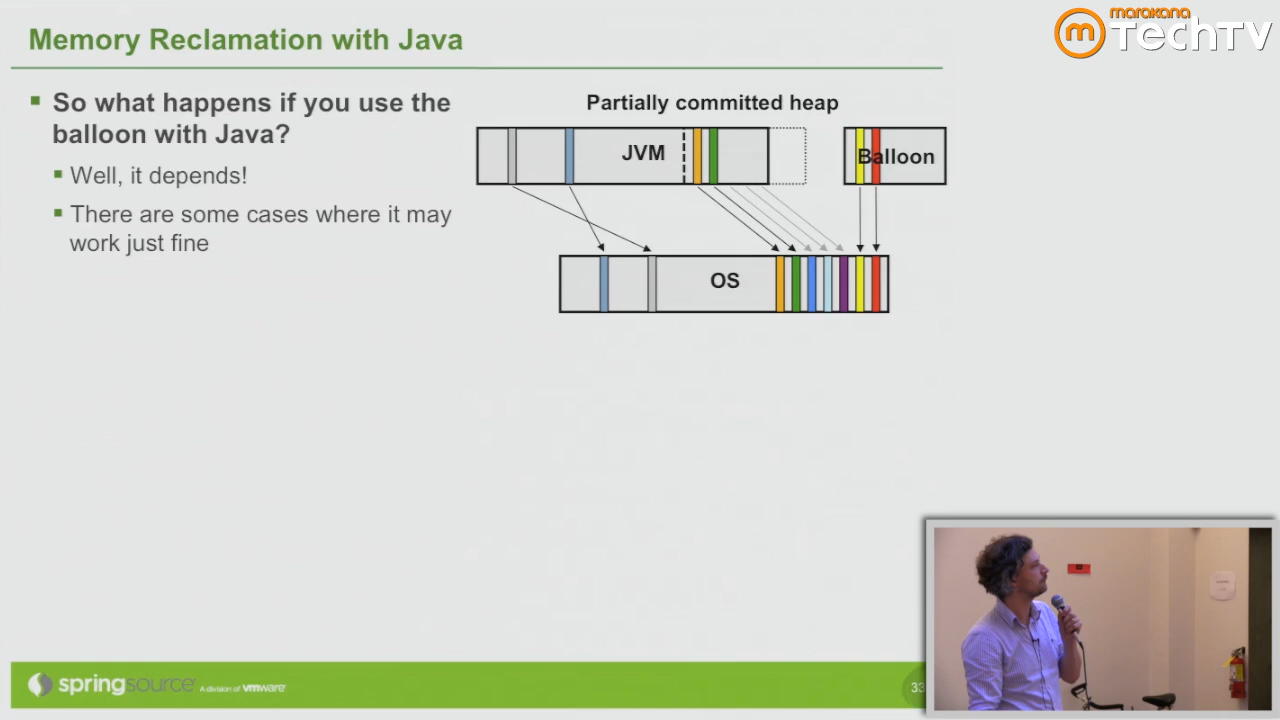 Memory Reclamation with Java
marakana
m TechTV
▪ So what happens if you use the
balloon with Java?
▪ Well, it depends!
▪ There are some cases where it may
work just fine
Partially committed heap
JVM
Balloon
OS
springsource A division of vmware
33